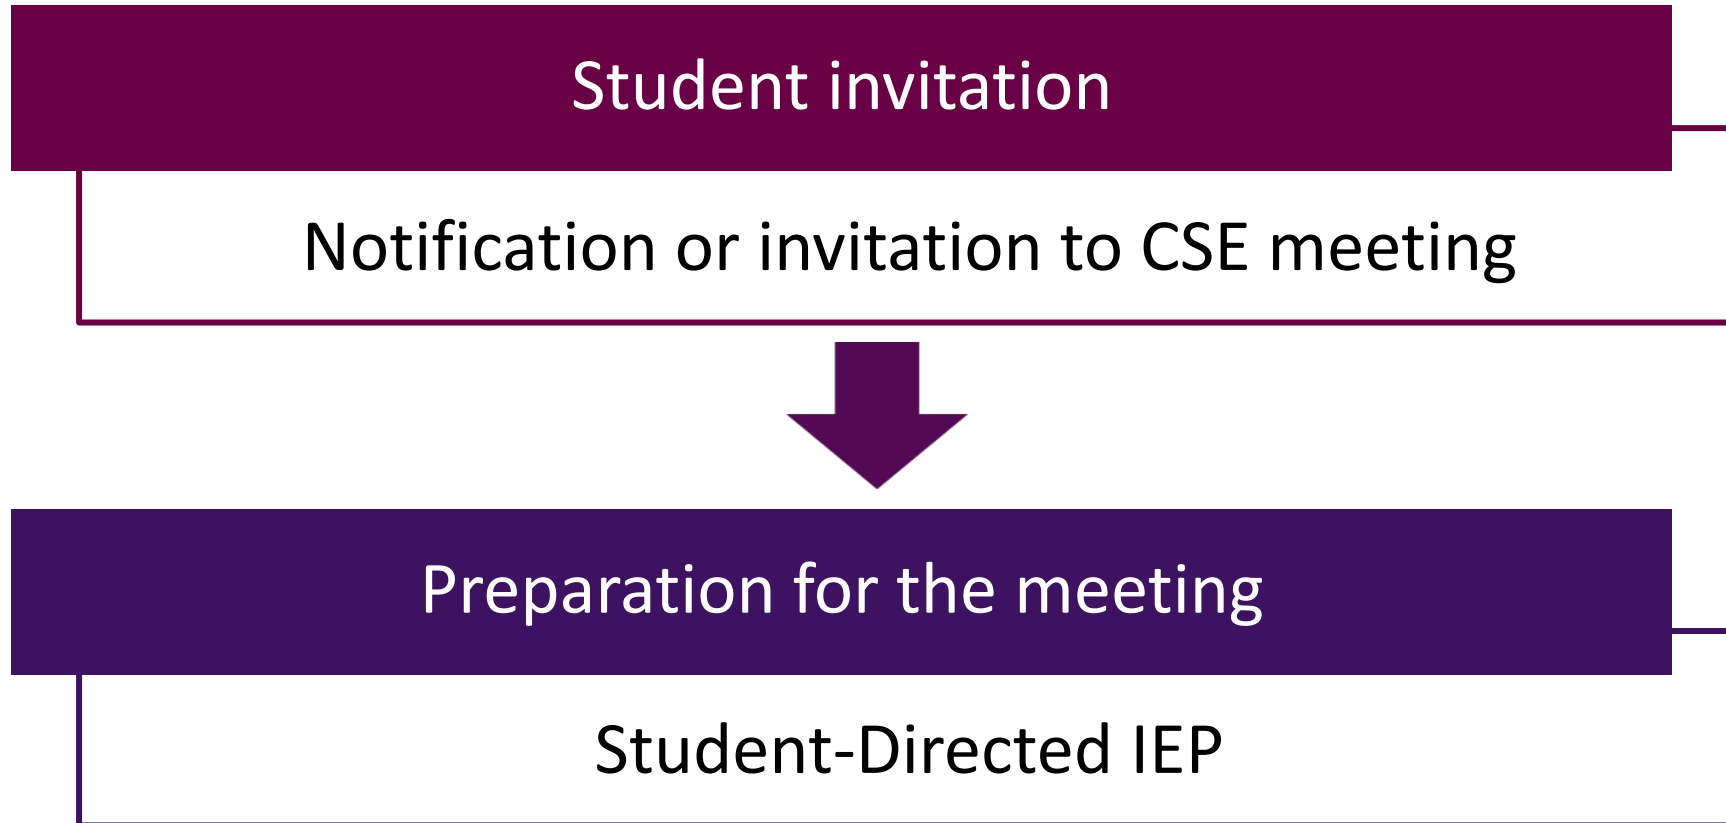 Student invitation
Notification or invitation to CSE meeting
Preparation for the meeting
Student-Directed IEP